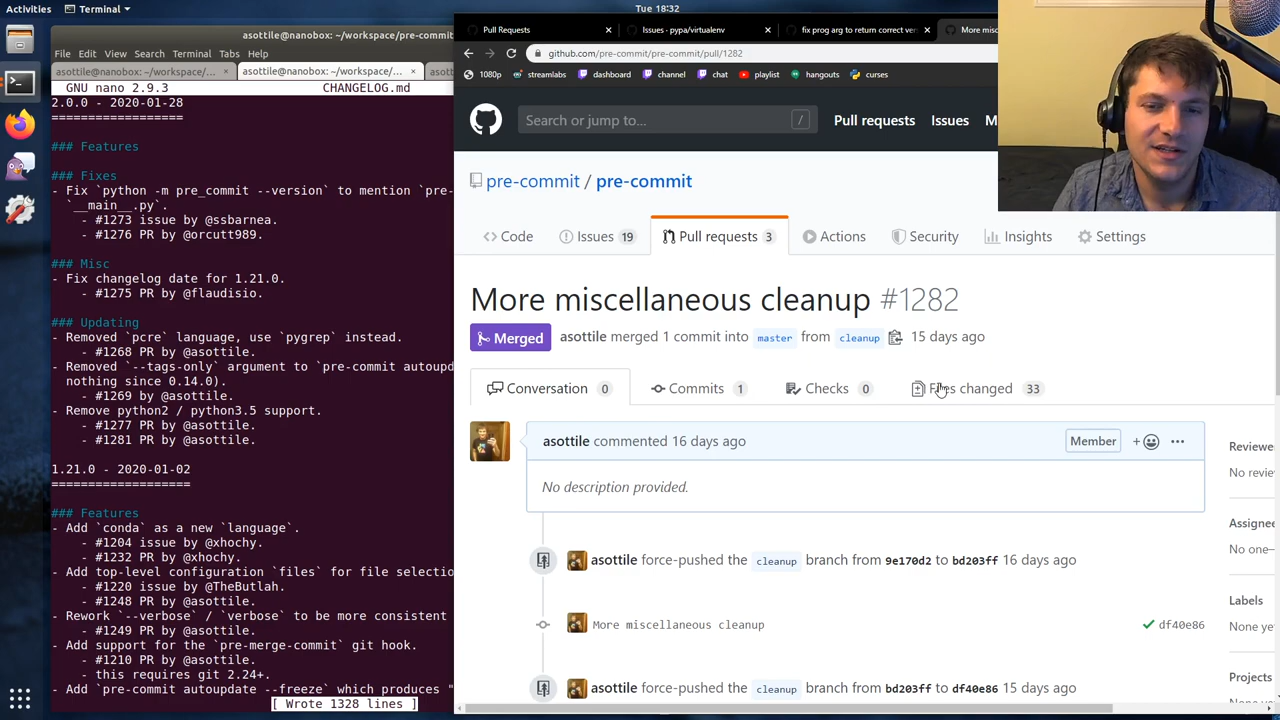 Activities
Terminal
Tue 18:32
asottile@nanobox: ~/workspace/pre-commit
File Edit View Search Terminal Tabs Help
asottile@nanobox: ~/workspace/... × asottile@nanobox: ~/workspace/... ×
GNU nano 2.9.3 CHANGELOG.md
2.0.0 - 2020-01-28
==================
### Features
### Fixes
- Fix `python -m pre_commit --version` to mention `pre-
`__main__.py`.
- #1273 issue by @ssbarnea.
- #1276 PR by @orcutt989.
### Misc
- Fix changelog date for 1.21.0.
- #1275 PR by @flaudisio.
### Updating
- Removed `pcre` language, use `pygrep` instead.
- #1268 PR by @asottile.
- Removed `--tags-only` argument to `pre-commit autoup
nothing since 0.14.0).
- #1269 PR by @asottile.
- Remove python2 / python3.5 support.
- #1277 PR by @asottile.
- #1281 PR by @asottile.
1.21.0 - 2020-01-02
===================
### Features
- Add `conda` as a new `language`.
- #1204 issue by @xhochy.
- #1232 PR by @xhochy.
- Add top-level configuration `files` for file selectio
- #1220 issue by @TheButlah.
- #1248 PR by @asottile.
- Rework `--verbose` / `verbose` to be more consistent
- #1249 PR by @asottile.
- Add support for the `pre-merge-commit` git hook.
- #1210 PR by @asottile.
- this requires git 2.24+.
- Add `pre-commit autoupdate --freeze` which produces "
[ Wrote 1328 lines ]
Pull Requests × Issues · pypa/virtualenv × fix prog arg to return correct ver × More misc
github.com/pre-commit/pre-commit/pull/1282
1080p streamlabs dashboard channel chat playlist hangouts curses
Search or jump to... / Pull requests Issues M
pre-commit / pre-commit
Code Issues 19 Pull requests 3 Actions Security Insights Settings
More miscellaneous cleanup #1282
Merged asottile merged 1 commit into master from cleanup 15 days ago
Conversation 0 Commits 1 Checks 0 Files changed 33
asottile commented 16 days ago Member + ...
No description provided.
asottile force-pushed the cleanup branch from 9e170d2 to bd203ff 16 days ago
More miscellaneous cleanup df40e86
asottile force-pushed the cleanup branch from bd203ff to df40e86 15 days ago
Reviewe
No revie
Assignee
No one—
Labels
None ye
Projects